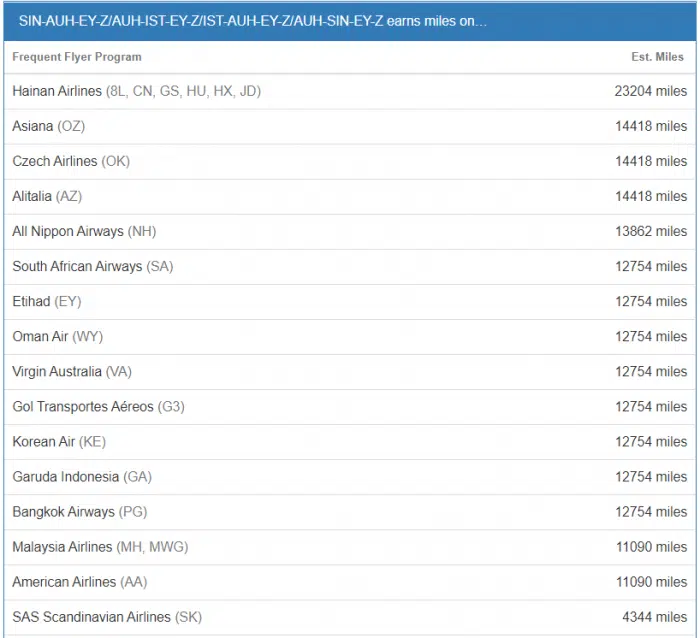 SIN-AUH-EY-Z/AUH-IST-EY-Z/IST-AUH-EY-Z/AUH-SIN-EY-Z earns miles on...
Frequent Flyer Program Est. Miles
Hainan Airlines (8L, CN, GS, HU, HX, JD) 23204 miles
Asiana (OZ) 14418 miles
Czech Airlines (OK) 14418 miles
Alitalia (AZ) 14418 miles
All Nippon Airways (NH) 13862 miles
South African Airways (SA) 12754 miles
Etihad (EY) 12754 miles
Oman Air (WY) 12754 miles
Virgin Australia (VA) 12754 miles
Gol Transportes Aéreos (G3) 12754 miles
Korean Air (KE) 12754 miles
Garuda Indonesia (GA) 12754 miles
Bangkok Airways (PG) 12754 miles
Malaysia Airlines (MH, MWG) 11090 miles
American Airlines (AA) 11090 miles
SAS Scandinavian Airlines (SK) 4344 miles